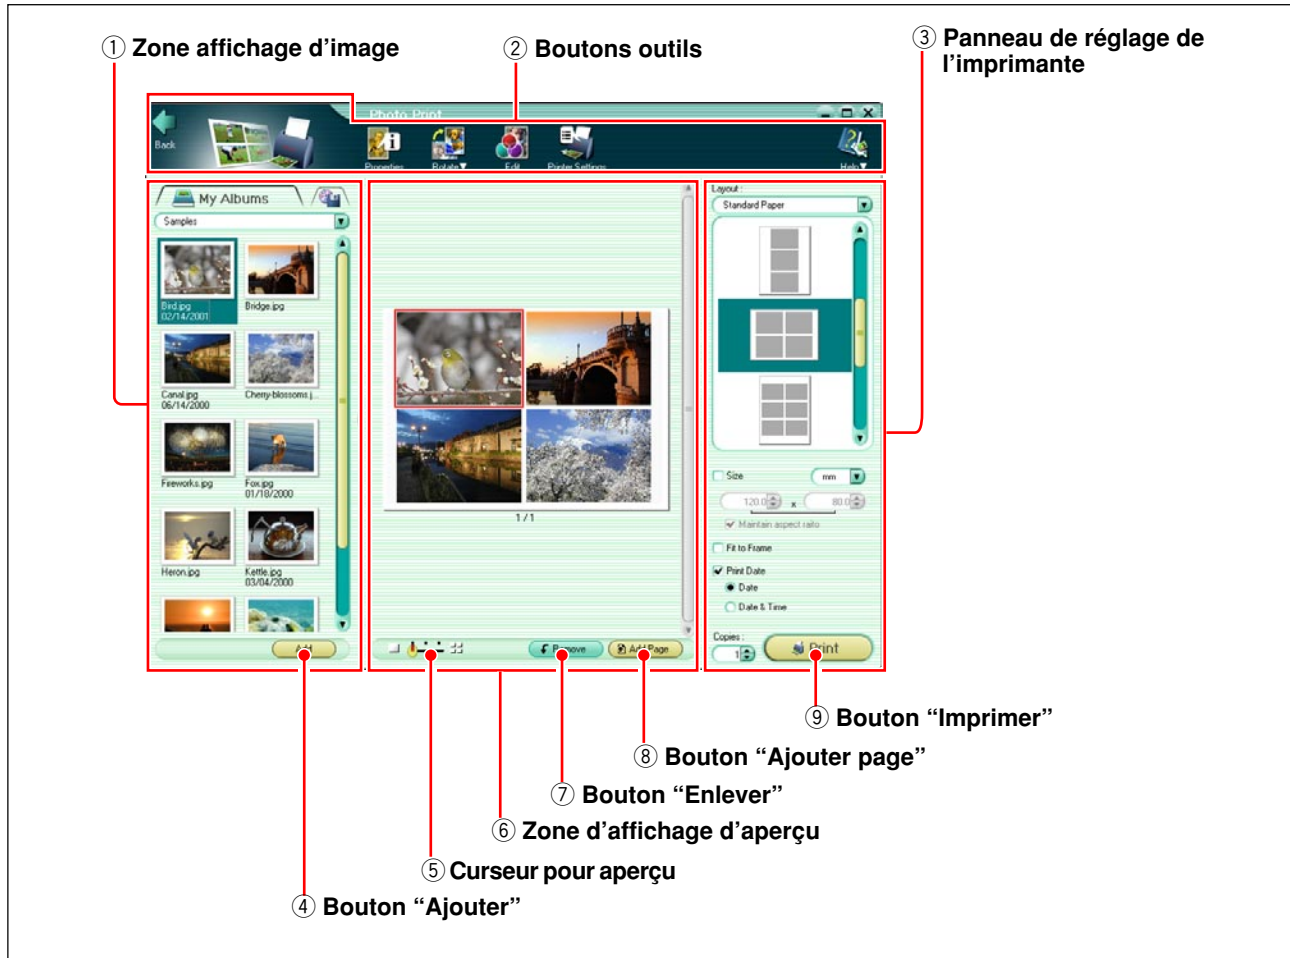 ① Zone affichage d’image
② Boutons outils
③ Panneau de réglage de
l’imprimante
Photo Print
Back
Properties
Rotate▼
Edit
Printer Settings
Help▼
My Albums
Samples
Bird.jpg
02/14/2001
Bridge.jpg
Canal.jpg
06/14/2000
Cherry-blossoms.j...
Fireworks.jpg
Fox.jpg
01/18/2000
Heron.jpg
Kettle.jpg
03/04/2000
Add
1 / 1
Remove
Add Page
Layout :
Standard Paper
Size
mm
120.0 x 80.0
Maintain aspect raito
Fit to Frame
Print Date
Date
Date & Time
Copies :
1
Print
⑨ Bouton “Imprimer”
⑧ Bouton “Ajouter page”
⑦ Bouton “Enlever”
⑥ Zone d’affichage d’aperçu
⑤ Curseur pour aperçu
④ Bouton “Ajouter”